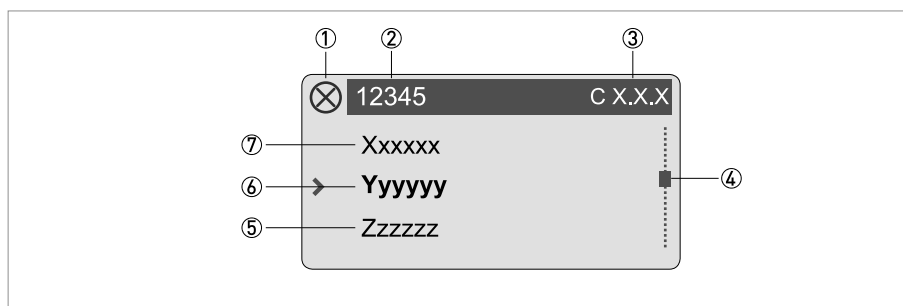 ① ② ③
12345 C X.X.X
⑦ Xxxxxx
⑥ Yyyyyy ④
⑤ Zzzzzz